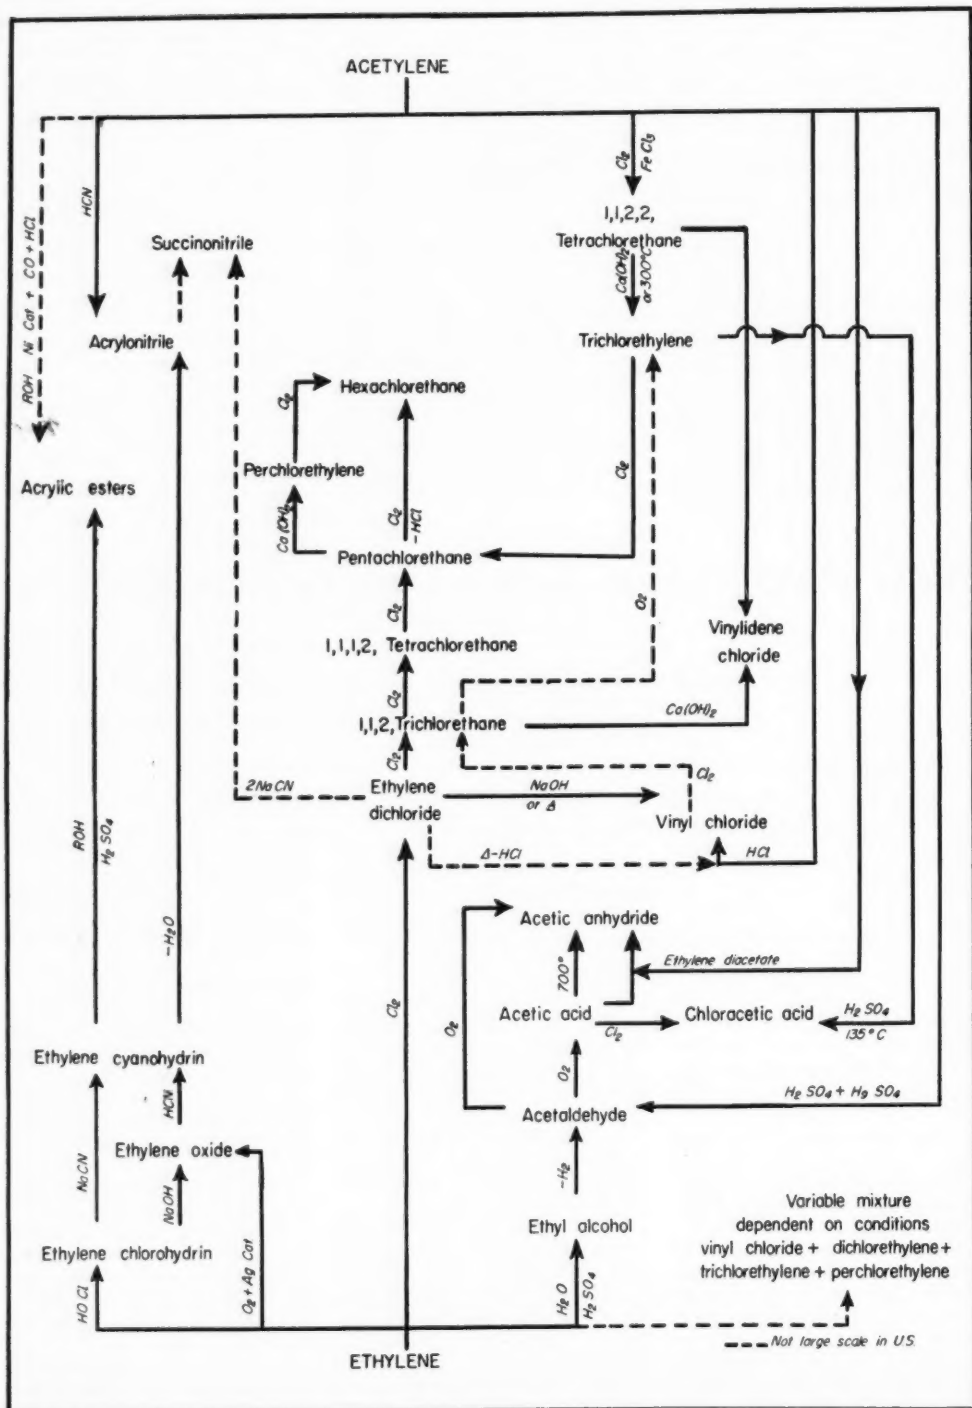 ACETYLENE
Cl2
FeCl3
HCN
ROH Ni Cat + CO + HCl
1,1,2,2,
Tetrachlorethane
Succinonitrile
Ca(OH)2
or 300°C
Acrylonitrile
Trichlorethylene
Hexachlorethane
Cl2
Cl2
Perchlorethylene
Acrylic esters
Ca(OH)2
Cl2
-HCl
Pentachlorethane
Cl2
O2
Vinylidene
chloride
1,1,1,2, Tetrachlorethane
Cl2
Ca(OH)2
1,1,2,Trichlorethane
Cl2
Cl2
2NaCN
Ethylene
dichloride
NaOH
or Δ
Vinyl chloride
ROH
H2SO4
Δ-HCl
HCl
Acetic anhydride
-H2O
700°
Ethylene diacetate
Cl2
Acetic acid
Cl2
Chloracetic acid
H2SO4
135°C
O2
Ethylene cyanohydrin
O2
H2SO4 + Hg SO4
HCN
Acetaldehyde
Ethylene oxide
NaCN
NaOH
-H2
Variable mixture
dependent on conditions
vinyl chloride + dichlorethylene +
trichlorethylene + perchlorethylene
Ethyl alcohol
Ethylene chlorohydrin
O2 + Ag Cat
HOCl
H2O
H2SO4
Not large scale in U.S.
ETHYLENE